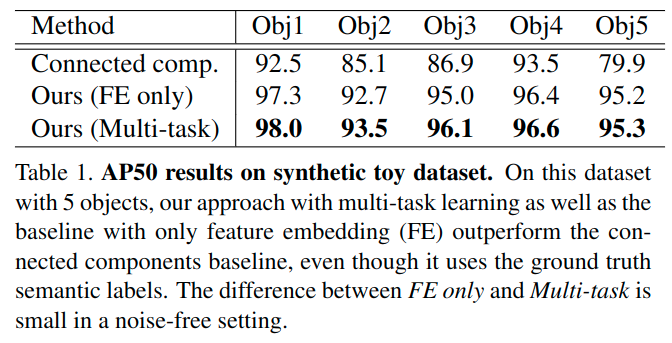 Method Obj1 Obj2 Obj3 Obj4 Obj5
Connected comp. 92.5 85.1 86.9 93.5 79.9
Ours (FE only) 97.3 92.7 95.0 96.4 95.2
Ours (Multi-task) 98.0 93.5 96.1 96.6 95.3
Table 1. AP50 results on synthetic toy dataset. On this dataset
with 5 objects, our approach with multi-task learning as well as the
baseline with only feature embedding (FE) outperform the con-
nected components baseline, even though it uses the ground truth
semantic labels. The difference between FE only and Multi-task is
small in a noise-free setting.